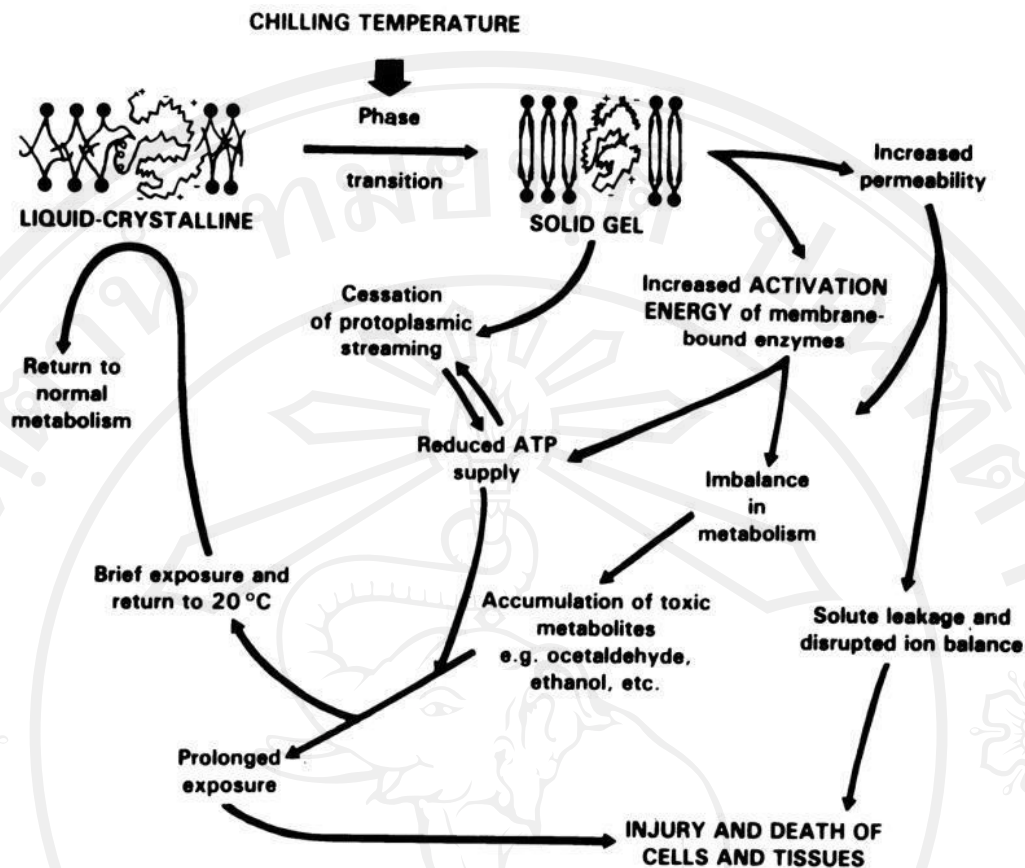 CHILLING TEMPERATURE
Phase
transition
LIQUID-CRYSTALLINE
SOLID GEL
Increased
permeability
Cessation
of protoplasmic
streaming
Increased ACTIVATION
ENERGY of membrane-
bound enzymes
Return to
normal
metabolism
Reduced ATP
supply
Imbalance
in
metabolism
Brief exposure and
return to 20 °C
Accumulation of toxic
metabolites
e.g. ocetaldehyde,
ethanol, etc.
Solute leakage and
disrupted ion balance
Prolonged
exposure
INJURY AND DEATH OF
CELLS AND TISSUES